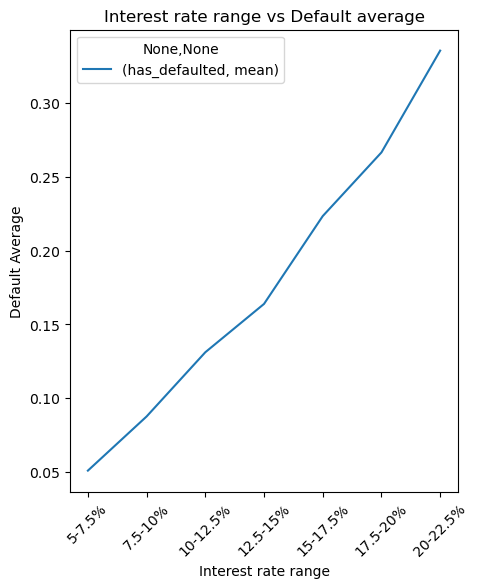 Interest rate range vs Default average
None,None
(has_defaulted, mean)
Default Average
0.30
0.25
0.20
0.15
0.10
0.05
5-7.5%
7.5-10%
10-12.5%
12.5-15%
15-17.5%
17.5-20%
20-22.5%
Interest rate range